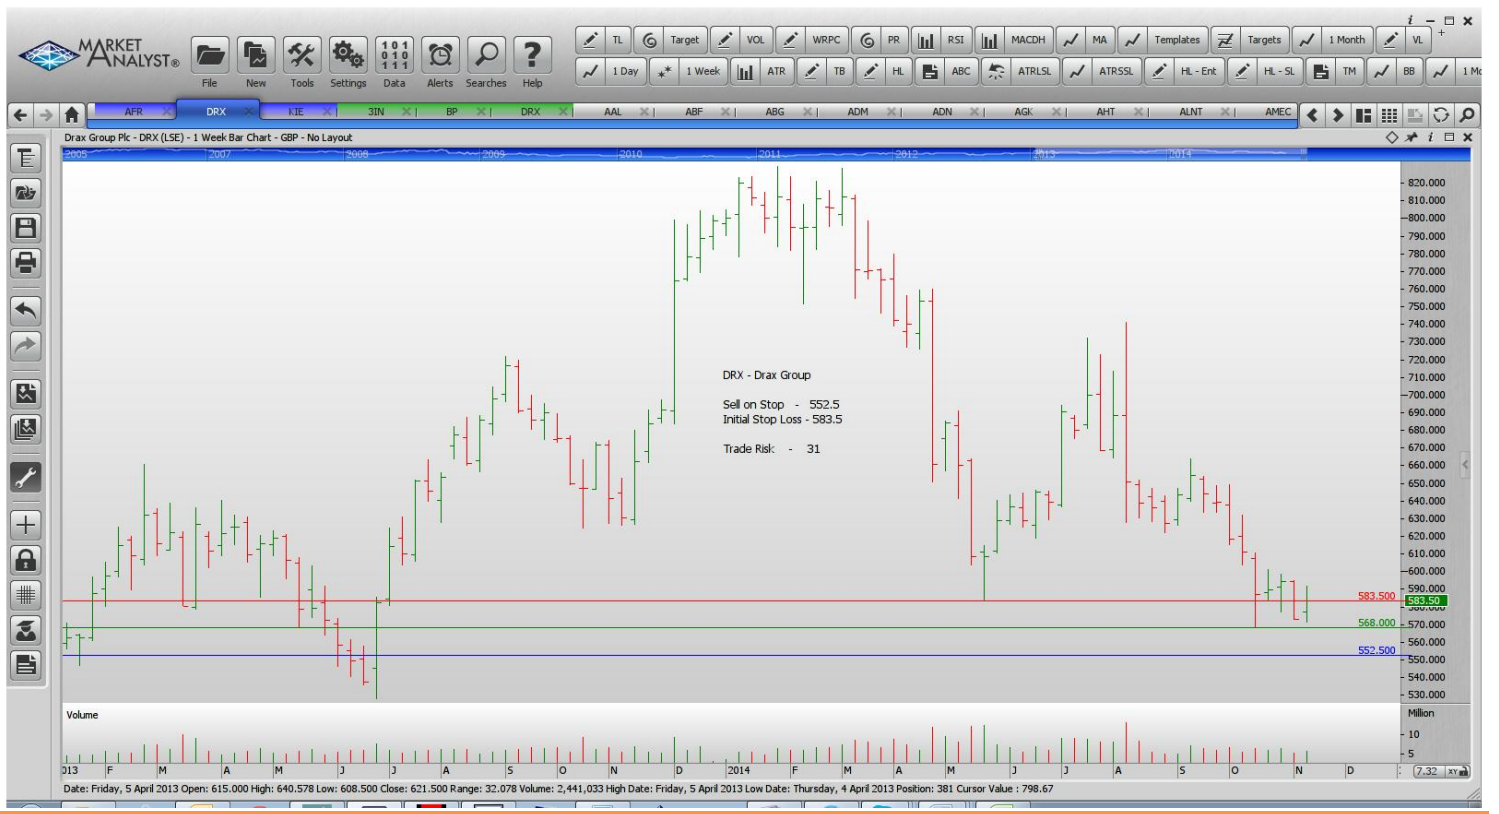 MARKET
ANALYST®
File New Tools Settings Data Alerts Searches Help
TL Target VOL WRPC PR RSI MACDH MA Templates Targets 1 Month VL
1 Day 1 Week ATR TB HL ABC ATRLSL ATRSSL HL - Ent HL - SL TM BB
AFR DRX KIE 3IN BP DRX AAL ABF ABG ADM ADN AGK AHT ALNT AMEC
Drax Group Plc - DRX (LSE) - 1 Week Bar Chart - GBP - No Layout
2005 2007 2008 2009 2010 2011 2012 2013 2014
820.000
810.000
800.000
790.000
780.000
770.000
760.000
750.000
740.000
730.000
720.000
710.000
700.000
690.000
680.000
670.000
660.000
650.000
640.000
630.000
620.000
610.000
600.000
590.000
583.50
570.000
560.000
550.000
540.000
530.000
DRX - Drax Group
Sell on Stop - 552.5
Initial Stop Loss - 583.5
Trade Risk - 31
583.500
568.000
552.500
Volume
Million
10
5
013 F M A M J J A S O N D 2014 F M A M J J A S O N D
7.32 XY
Date: Friday, 5 April 2013 Open: 615.000 High: 640.578 Low: 608.500 Close: 621.500 Range: 32.078 Volume: 2,441,033 High Date: Friday, 5 April 2013 Low Date: Thursday, 4 April 2013 Position: 381 Cursor Value : 798.67